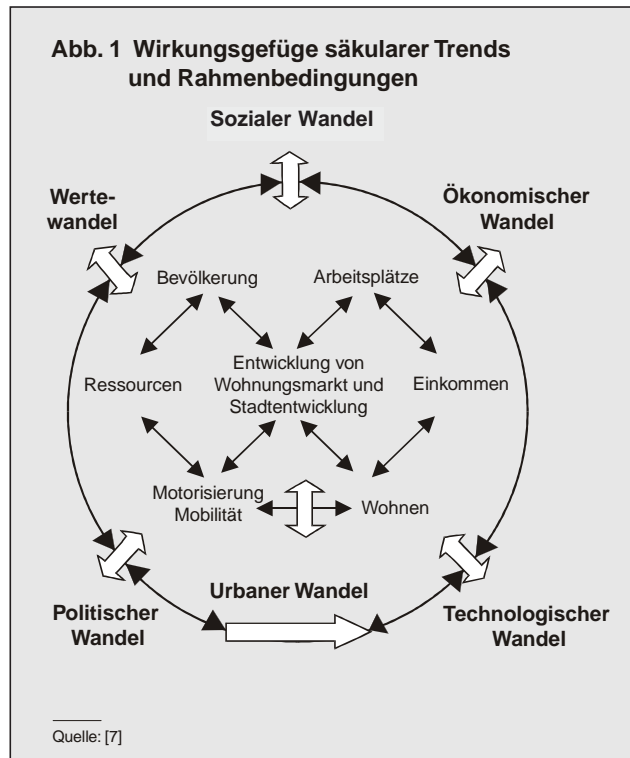 Abb. 1 Wirkungsgefüge säkularer Trends
und Rahmenbedingungen
Sozialer Wandel
Werte-
wandel
Ökonomischer
Wandel
Bevölkerung
Arbeitsplätze
Ressourcen
Entwicklung von
Wohnungsmarkt und
Stadtentwicklung
Einkommen
Motorisierung
Mobilität
Wohnen
Urbaner Wandel
Politischer
Wandel
Technologischer
Wandel
Quelle: [7]